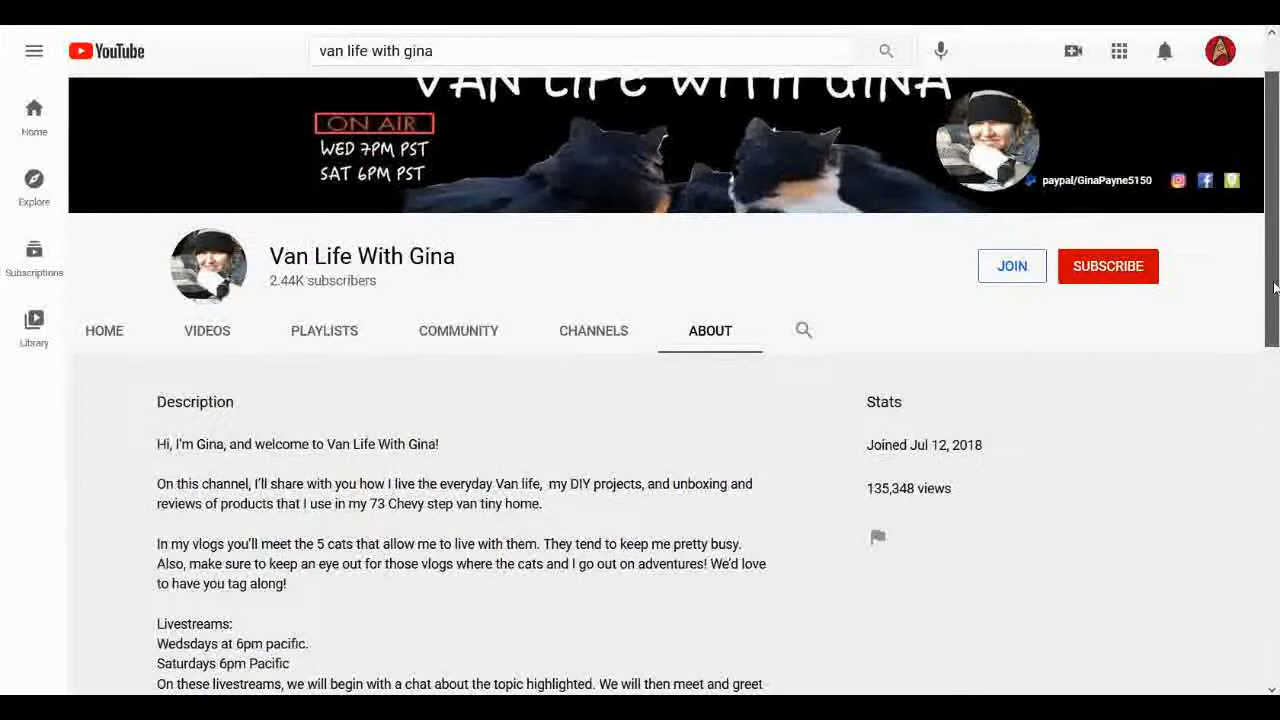 YouTube
van life with gina
VAN LIFE WITH GINA
ON AIR
WED 7PM PST
SAT 6PM PST
paypal/GinaPayne5150
Home
Explore
Subscriptions
Library
Van Life With Gina
2.44K subscribers
JOIN
SUBSCRIBE
HOME
VIDEOS
PLAYLISTS
COMMUNITY
CHANNELS
ABOUT
Description
Hi, I'm Gina, and welcome to Van Life With Gina!
On this channel, I'll share with you how I live the everyday Van life,  my DIY projects, and unboxing and
reviews of products that I use in my 73 Chevy step van tiny home.
In my vlogs you'll meet the 5 cats that allow me to live with them. They tend to keep me pretty busy.
Also, make sure to keep an eye out for those vlogs where the cats and I go out on adventures! We'd love
to have you tag along!
Livestreams:
Wedsdays at 6pm pacific.
Saturdays 6pm Pacific
On these livestreams, we will begin with a chat about the topic highlighted. We will then meet and greet
Stats
Joined Jul 12, 2018
135,348 views